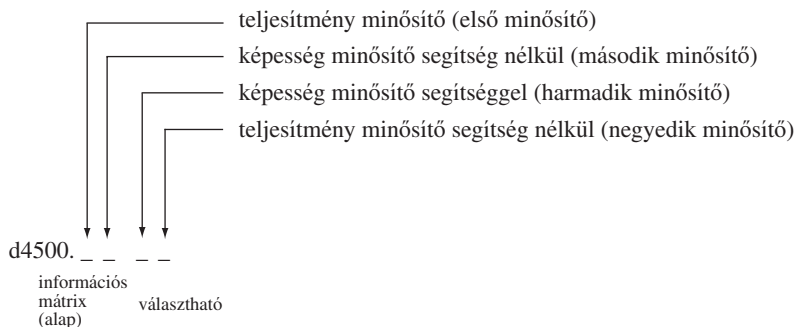 teljesítmény minősítő (első minősítő)
képesség minősítő segítség nélkül (második minősítő)
képesség minősítő segítséggel (harmadik minősítő)
teljesítmény minősítő segítség nélkül (negyedik minősítő)
d4500. _ _ _ _
információs
mátrix
(alap)
választható